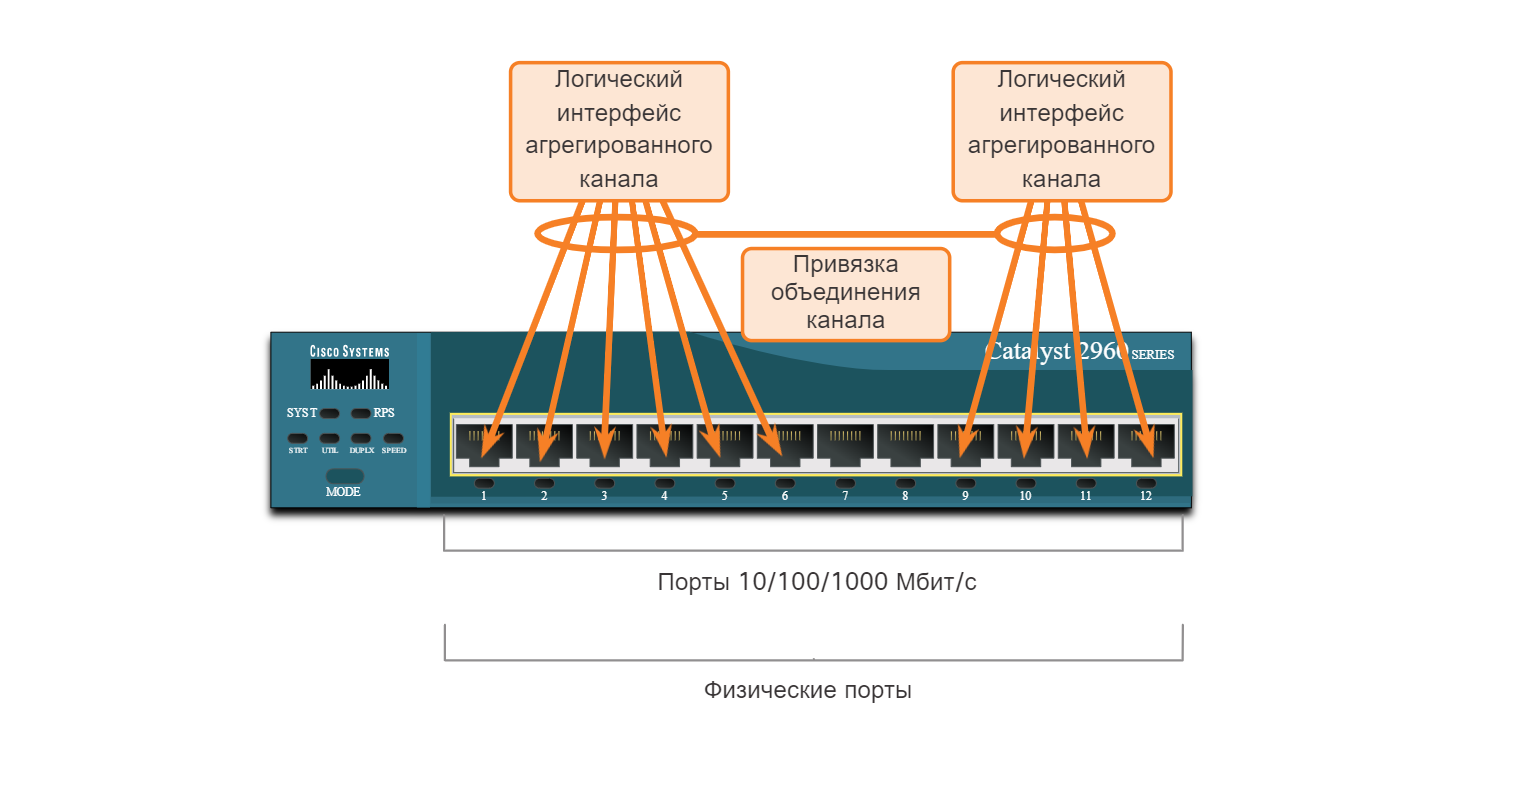 Логический
интерфейс
агрегированного
канала
Логический
интерфейс
агрегированного
канала
Привязка
объединения
канала
CISCO SYSTEMS
Catalyst 2960 SERIES
SYST RPS
STRT UTIL DUPLX SPEED
MODE
1 2 3 4 5 6 7 8 9 10 11 12
Порты 10/100/1000 Мбит/с
Физические порты